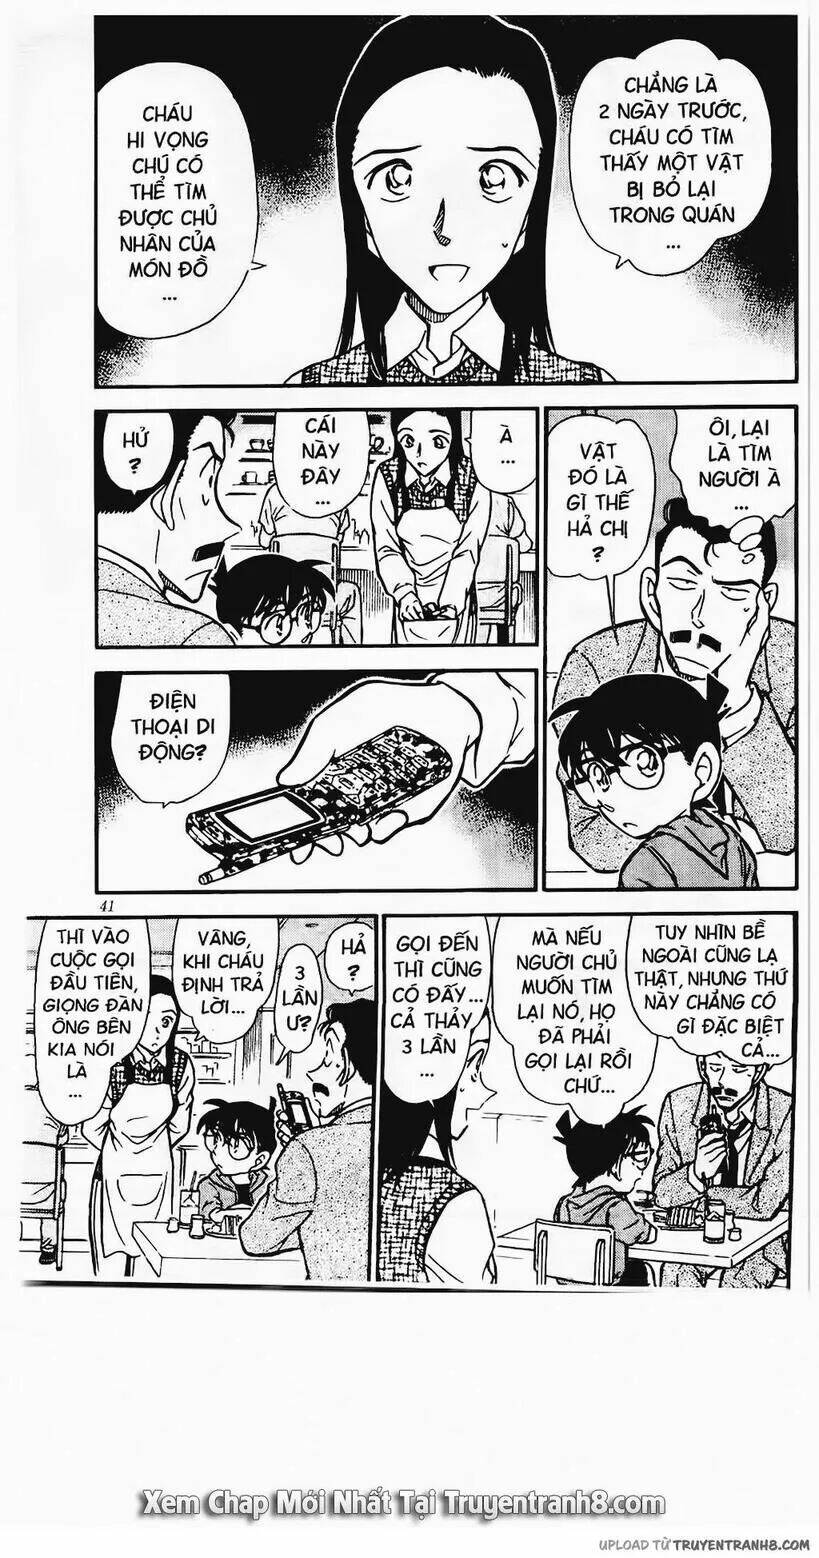 CHẲNG LÀ
2 NGÀY TRƯỚC,
CHÁU CÓ TÌM
THẤY MỘT VẬT
BỊ BỎ LẠI
TRONG QUÁN
...
CHÁU
HI VỌNG
CHÚ CÓ
THỂ TÌM
ĐƯỢC CHỦ
NHÂN CỦA
MÓN ĐỒ
...
ÔI, LẠI
LÀ TÌM
NGƯỜI À
...
VẬT
ĐÓ LÀ
GÌ THẾ
HẢ CHỊ
?
À
...
CÁI
NÀY
ĐÂY
...
HỬ
?
ĐIỆN
THOẠI DI
ĐỘNG?
41
TUY NHÌN BỀ
NGOÀI CŨNG LẠ
THẬT, NHƯNG THỨ
NÀY CHẲNG CÓ
GÌ ĐẶC BIỆT
CẢ...
MÀ NẾU
NGƯỜI CHỦ
MUỐN TÌM
LẠI NÓ, HỌ
ĐÃ PHẢI
GỌI LẠI RỒI
CHỨ...
GỌI ĐẾN
THÌ CŨNG
CÓ ĐẤY...
CẢ THẢY
3 LẦN
...
HẢ
?
3
LẦN
Ư?
VÂNG,
KHI CHÁU
ĐỊNH TRẢ
LỜI...
THÌ VÀO
CUỘC GỌI
ĐẦU TIÊN,
GIỌNG ĐÀN
ÔNG BÊN
KIA NÓI
LÀ ...
Xem Chap Mới Nhất Tại Truyentranh8.com
UPLOAD TỪ TRUYENTRANH8.COM